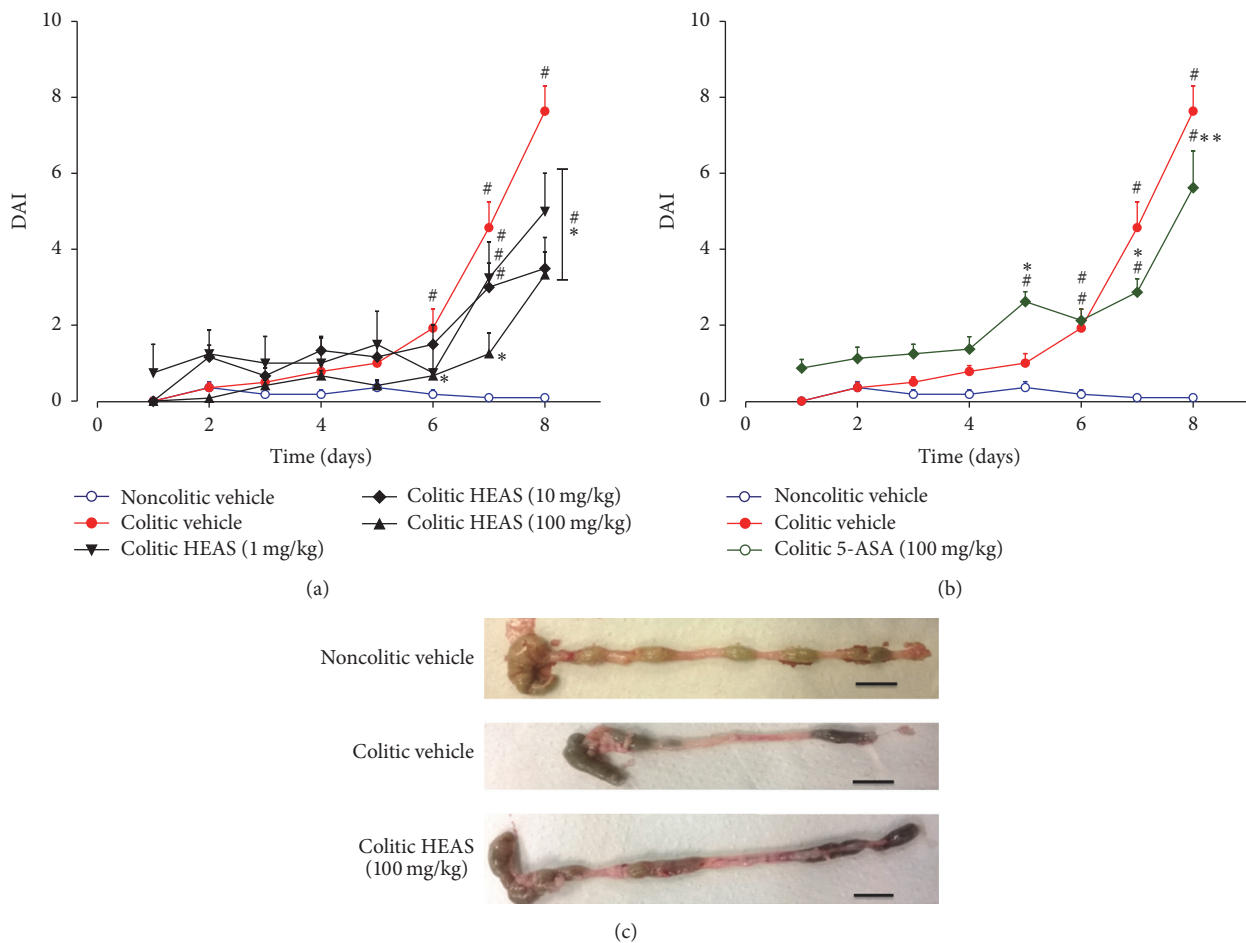 10
8
6
4
2
0
DAI
#
#
#
#
#
#
*
*
#
*
0
2
4
6
8
Time (days)
Noncolitic vehicle
Colitic vehicle
Colitic HEAS (1 mg/kg)
Colitic HEAS (10 mg/kg)
Colitic HEAS (100 mg/kg)
(a)
10
8
6
4
2
0
DAI
#
#**
#
*
#
*
#
#
#
0
2
4
6
8
Time (days)
Noncolitic vehicle
Colitic vehicle
Colitic 5-ASA (100 mg/kg)
(b)
Noncolitic vehicle
Colitic vehicle
Colitic HEAS
(100 mg/kg)
(c)